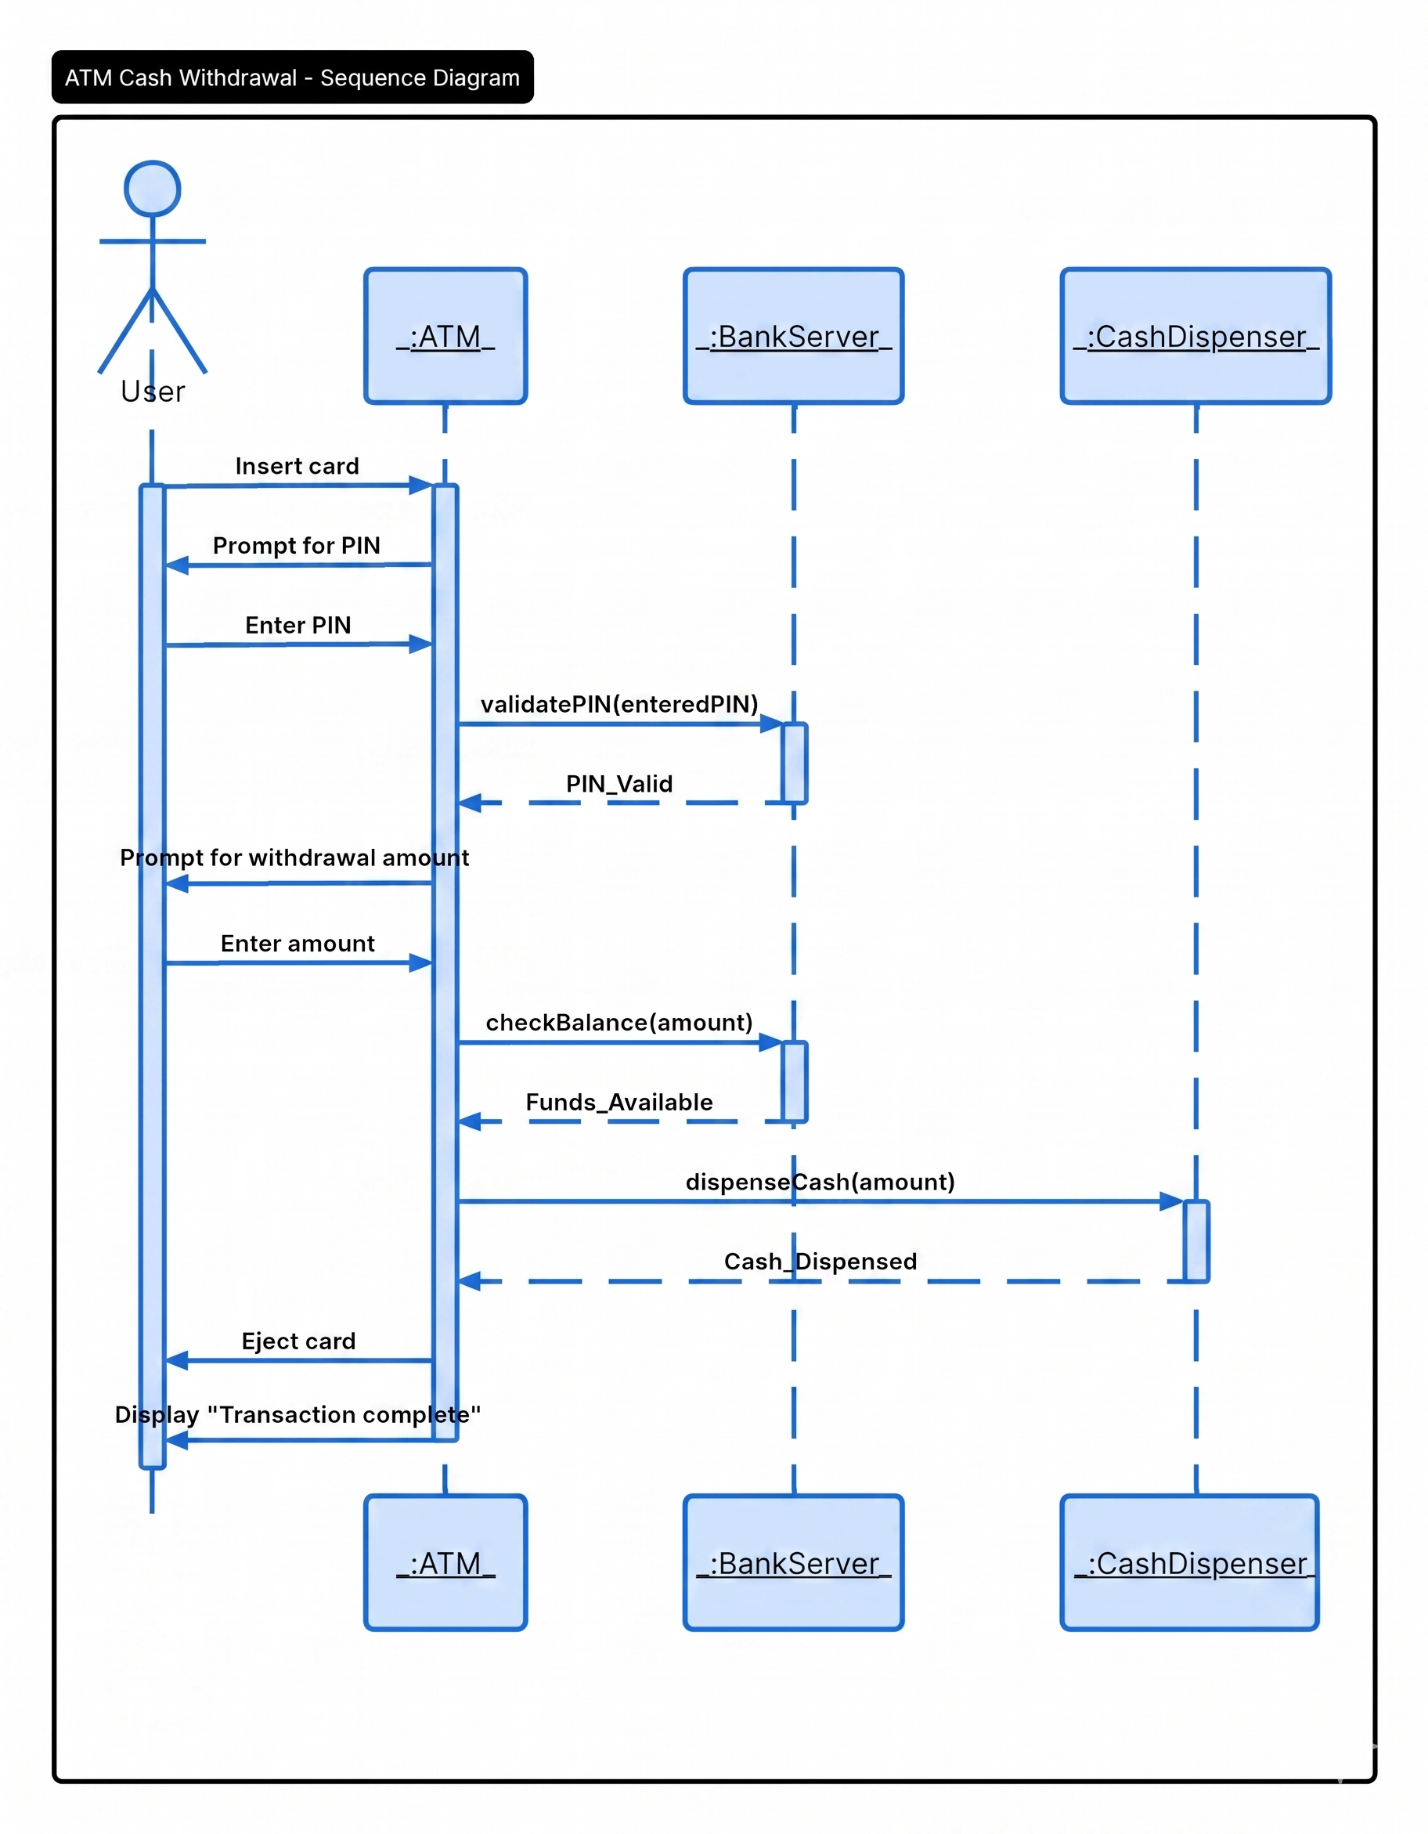 ATM Cash Withdrawal - Sequence Diagram
User
_:ATM_
_:BankServer_
_:CashDispenser_
Insert card
Prompt for PIN
Enter PIN
validatePIN(enteredPIN)
PIN_Valid
Prompt for withdrawal amount
Enter amount
checkBalance(amount)
Funds_Available
dispenseCash(amount)
Cash_Dispensed
Eject card
Display "Transaction complete"
_:ATM_
_:BankServer_
_:CashDispenser_